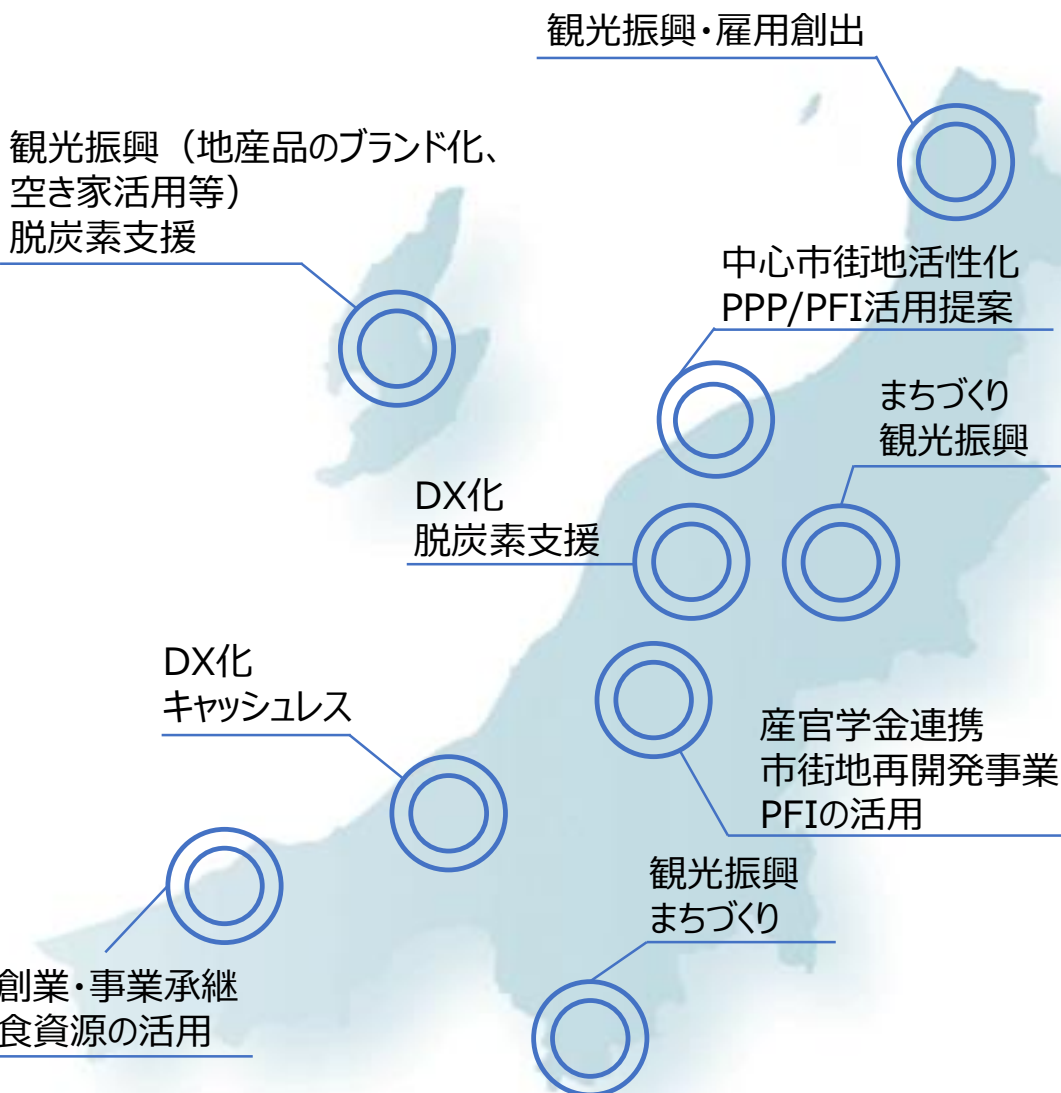 観光振興・雇用創出
観光振興（地産品のブランド化、
空き家活用等）
脱炭素支援
中心市街地活性化
PPP/PFI活用提案
まちづくり
観光振興
DX化
脱炭素支援
DX化
キャッシュレス
産官学金連携
市街地再開発事業
PFIの活用
観光振興
まちづくり
創業・事業承継
食資源の活用